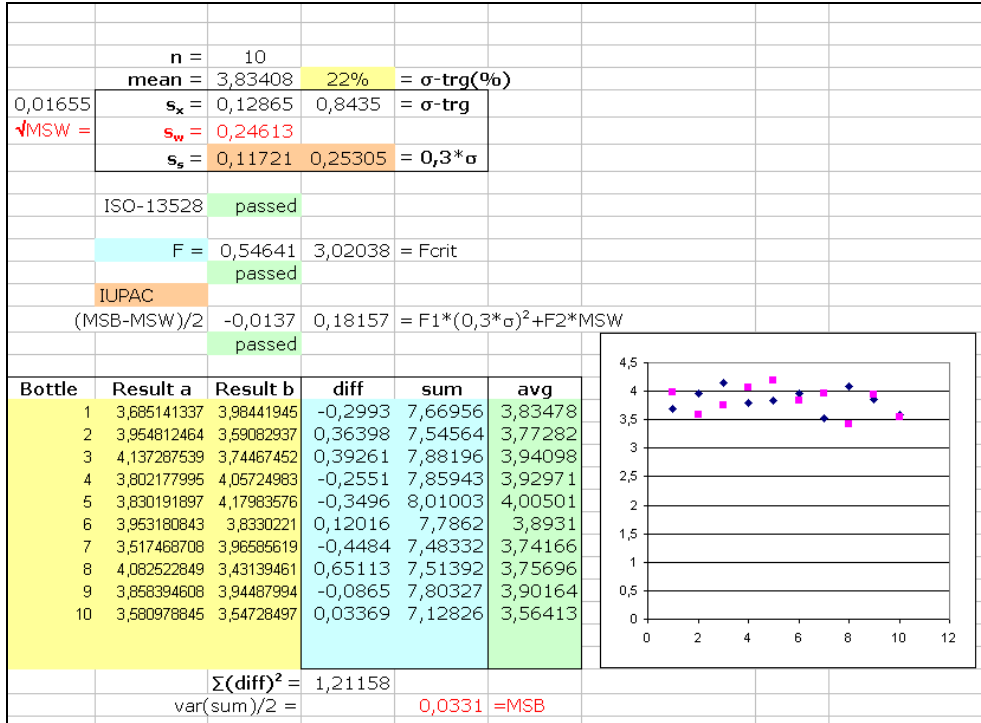 n = 10
mean = 3,83408 22% = σ-trg(%)
0,01655 sx = 0,12865 0,8435 = σ-trg
√MSW = sw = 0,24613
ss = 0,11721 0,25305 = 0,3*σ
ISO-13528 passed
F = 0,54641 3,02038 = Fcrit
passed
IUPAC
(MSB-MSW)/2 -0,0137 0,18157 = F1*(0,3*σ)²+F2*MSW
passed
Bottle Result a Result b diff sum avg
1 3,685141337 3,98441945 -0,2993 7,66956 3,83478
2 3,954812464 3,59082937 0,36398 7,54564 3,77282
3 4,137287539 3,74467452 0,39261 7,88196 3,94098
4 3,802177995 4,05724983 -0,2551 7,85943 3,92971
5 3,830191897 4,17983576 -0,3496 8,01003 4,00501
6 3,953180843 3,8330221 0,12016 7,7862 3,8931
7 3,517468708 3,96585619 -0,4484 7,48332 3,74166
8 4,082522849 3,43139461 0,65113 7,51392 3,75696
9 3,858394608 3,94487994 -0,0865 7,80327 3,90164
10 3,580978845 3,54728497 0,03369 7,12826 3,56413
Σ(diff)² = 1,21158
var(sum)/2 = 0,0331 =MSB
4,5
4
3,5
3
2,5
2
1,5
1
0,5
0
0 2 4 6 8 10 12